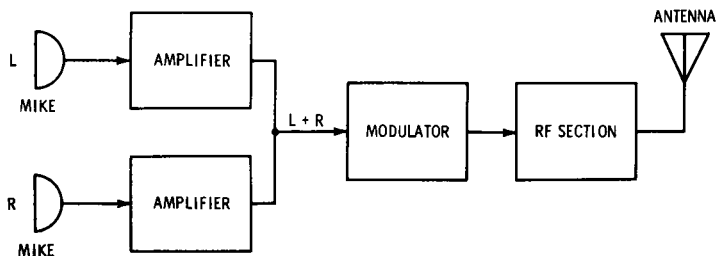 ANTENNA
L
MIKE
AMPLIFIER
L + R
MODULATOR
RF SECTION
R
MIKE
AMPLIFIER